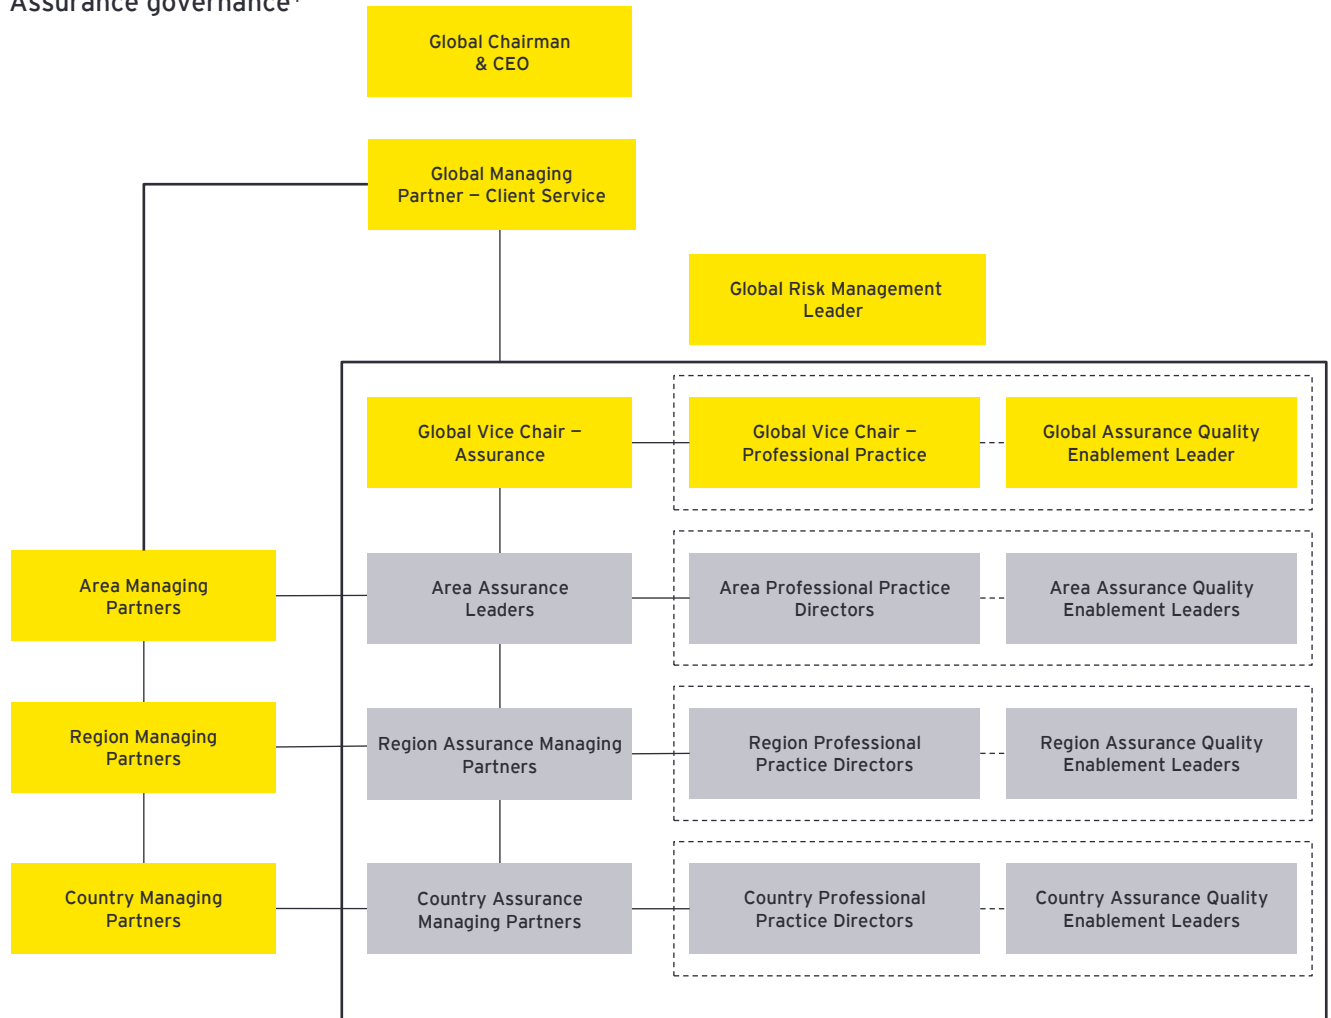 Assurance governance
Global Chairman
& CEO
Global Managing
Partner – Client Service
Global Risk Management
Leader
Global Vice Chair –
Assurance
Global Vice Chair –
Professional Practice
Global Assurance Quality
Enablement Leader
Area Managing
Partners
Area Assurance
Leaders
Area Professional Practice
Directors
Area Assurance Quality
Enablement Leaders
Region Managing
Partners
Region Assurance Managing
Partners
Region Professional
Practice Directors
Region Assurance Quality
Enablement Leaders
Country Managing
Partners
Country Assurance
Managing Partners
Country Professional
Practice Directors
Country Assurance Quality
Enablement Leaders